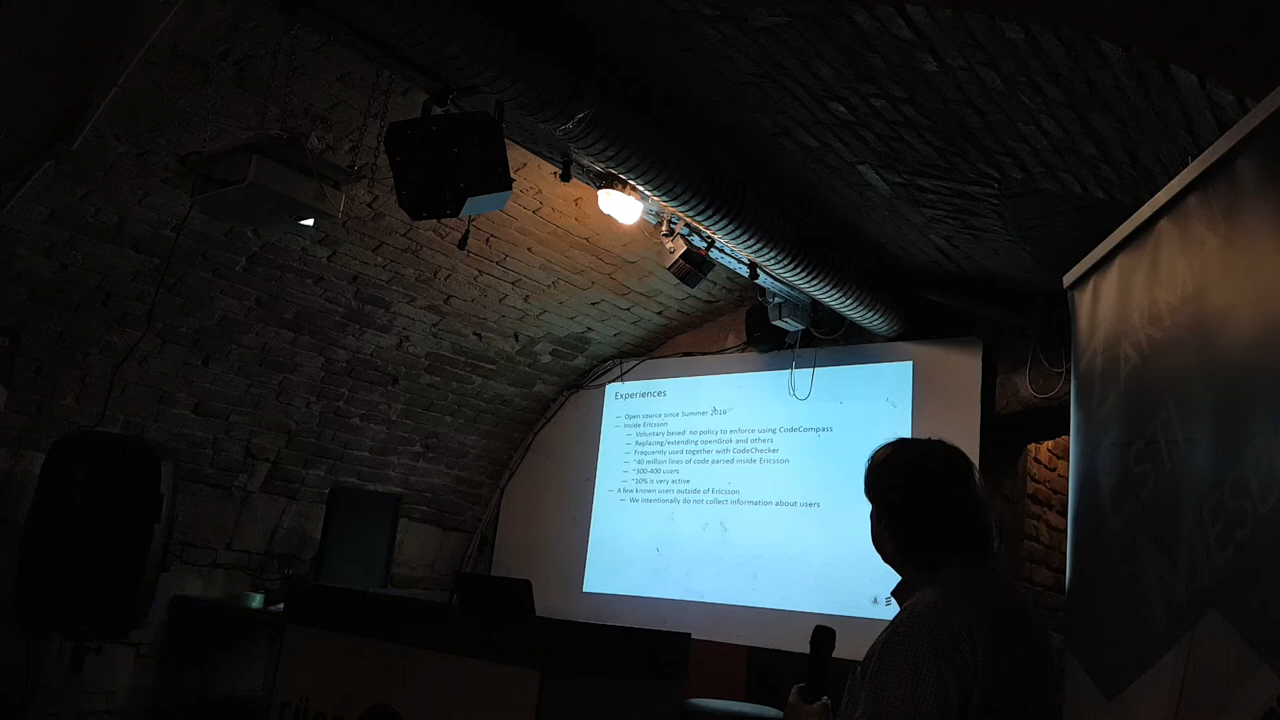 Experiences
— Open source since Summer 2016
— Inside Ericsson
— Voluntary based: no policy to enforce using CodeCompass
— Replacing/extending openGrok and others
— Frequently used together with CodeChecker
— ~40 million lines of code parsed inside Ericsson
— ~300-400 users
— ~10% is very active
— A few known users outside of Ericsson
— We intentionally do not collect information about users